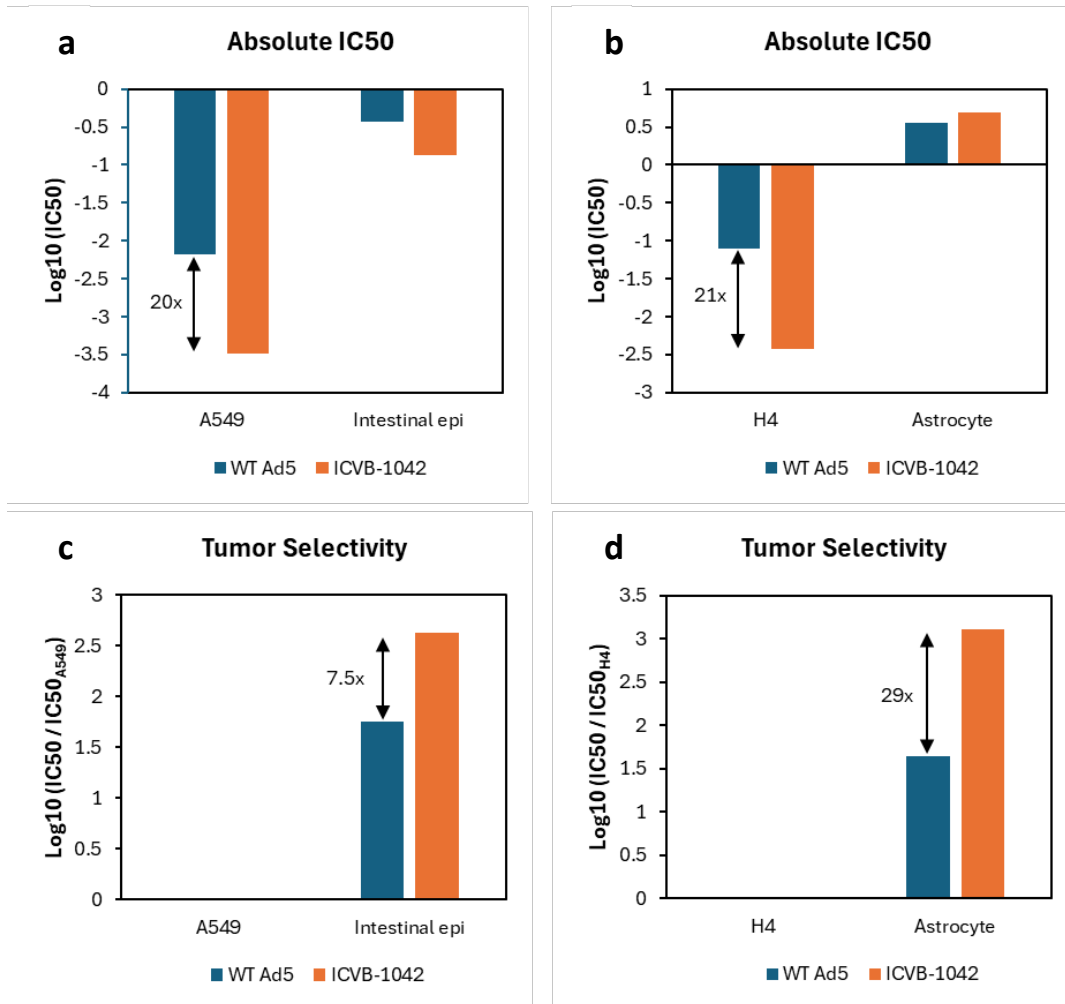 a
Absolute IC50
Log10 (IC50)
0
-0.5
-1
-1.5
-2
-2.5
-3
-3.5
-4
20x
A549 Intestinal epi
WT Ad5 ICVB-1042
b
Absolute IC50
Log10 (IC50)
1
0.5
0
-0.5
-1
-1.5
-2
-2.5
-3
21x
H4 Astrocyte
WT Ad5 ICVB-1042
c
Tumor Selectivity
Log10 (IC50 / IC50A549)
3
2.5
2
1.5
1
0.5
0
7.5x
A549 Intestinal epi
WT Ad5 ICVB-1042
d
Tumor Selectivity
Log10 (IC50 / IC50H4)
3.5
3
2.5
2
1.5
1
0.5
0
29x
H4 Astrocyte
WT Ad5 ICVB-1042